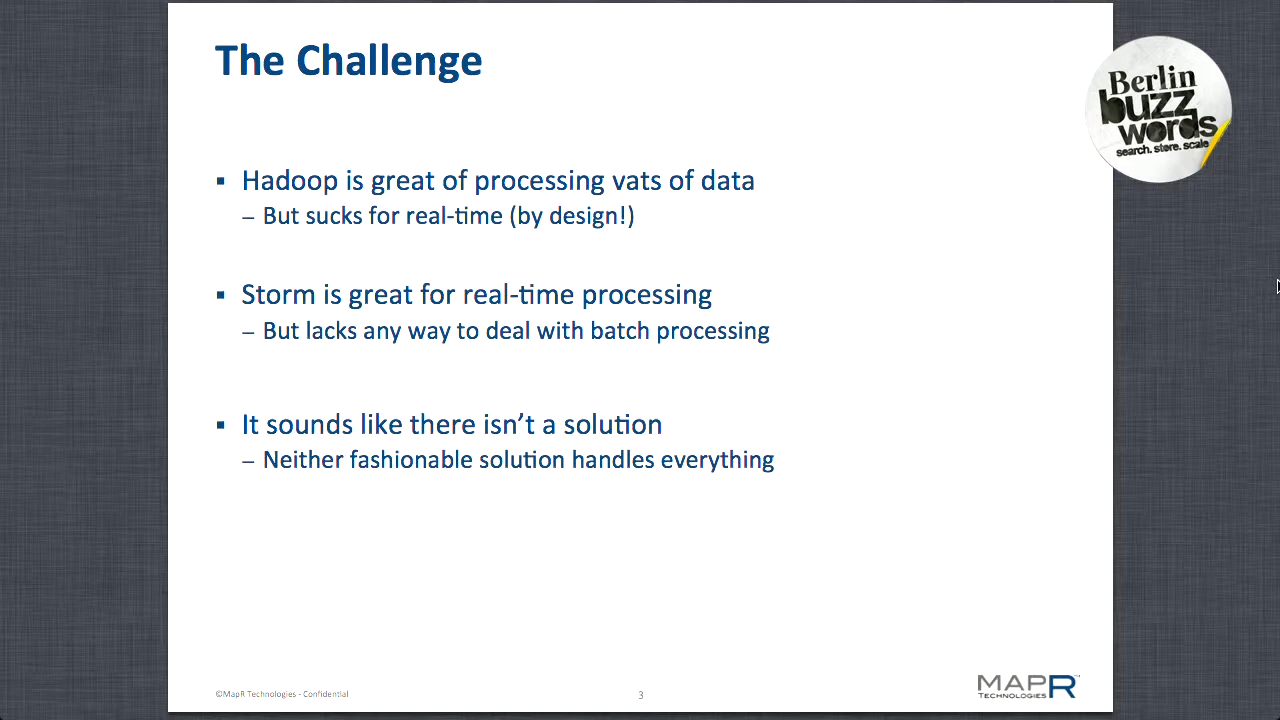 The Challenge
Berlin
buzz
words
search. store. scale
▪ Hadoop is great of processing vats of data
– But sucks for real-time (by design!)
▪ Storm is great for real-time processing
– But lacks any way to deal with batch processing
▪ It sounds like there isn’t a solution
– Neither fashionable solution handles everything
©MapR Technologies - Confidential
3
MAPR™
TECHNOLOGIES